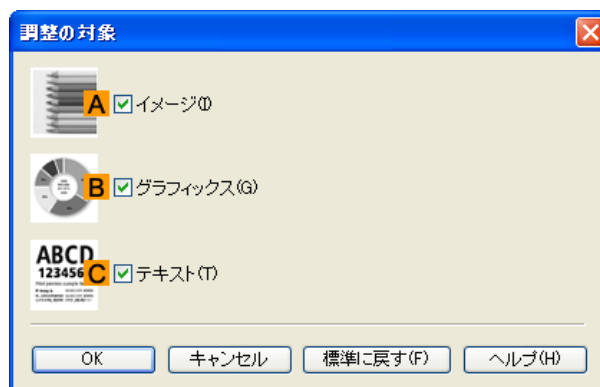 調整の対象
A イメージ(I)
B グラフィックス(G)
ABCD
123456
C テキスト(T)
OK キャンセル 標準に戻す(F) ヘルプ(H)